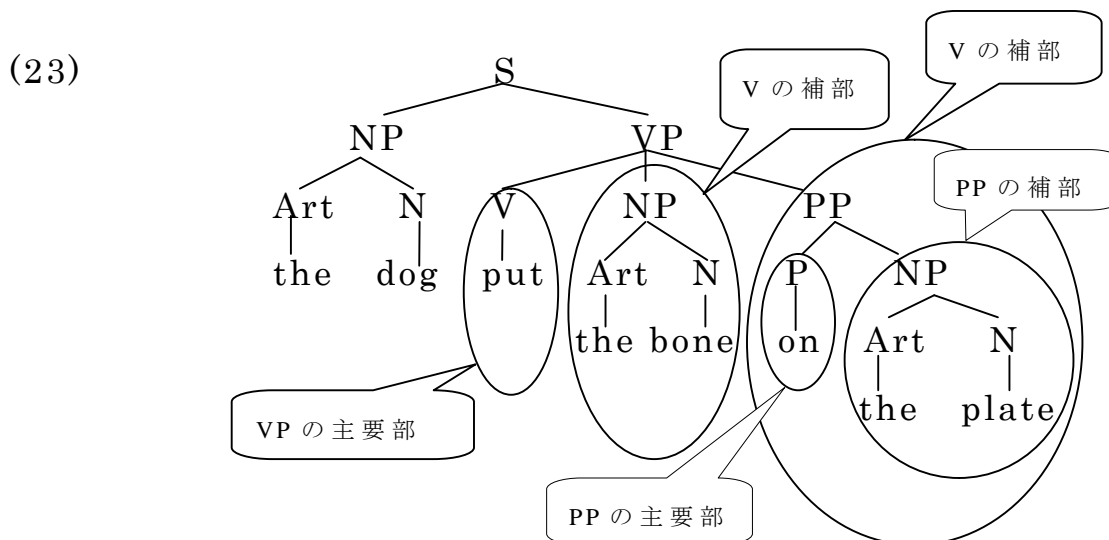 (23)
V の補部
V の補部
S
NP VP
PP の補部
Art N V NP PP
the dog put Art N P NP
the bone on Art N
the plate
VP の主要部
PP の主要部